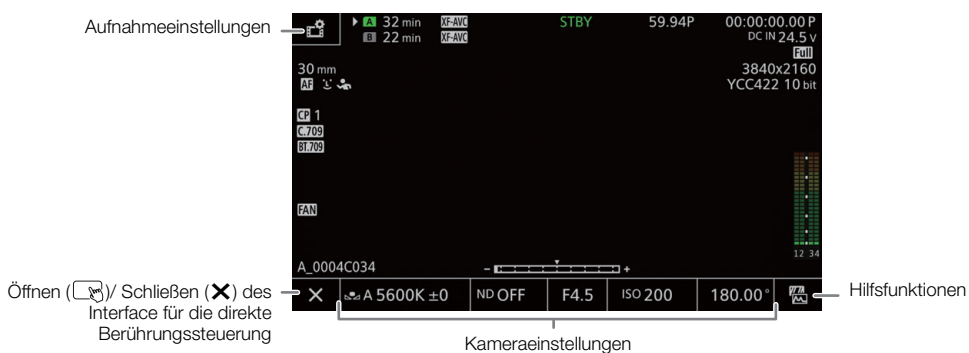 Aufnahmeeinstellungen
A 32 min XF-AVC STBY 59.94P 00:00:00.00 P
B 22 min XF-AVC DC IN 24.5 V
Full
30 mm 3840x2160
AF YCC422 10 bit
CP 1
C.709
BT.709
FAN
12 34
A_0004C034 - +
Öffnen ( )/ Schließen (✕) des
Interface für die direkte
Berührungssteuerung
✕ A 5600K ±0 ND OFF F4.5 ISO 200 180.00°
Hilfsfunktionen
Kameraeinstellungen